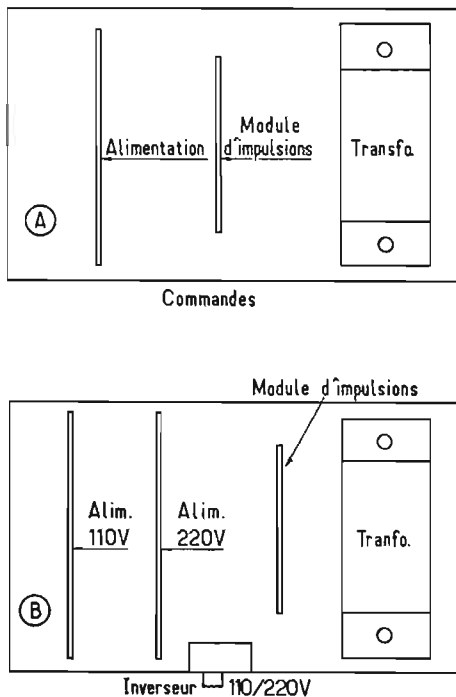 Alimentation
Module
d'impulsions
Transfo.
A
Commandes
Module d'impulsions
Alim.
110V
Alim.
220V
Tranfo.
B
Inverseur 110/220V